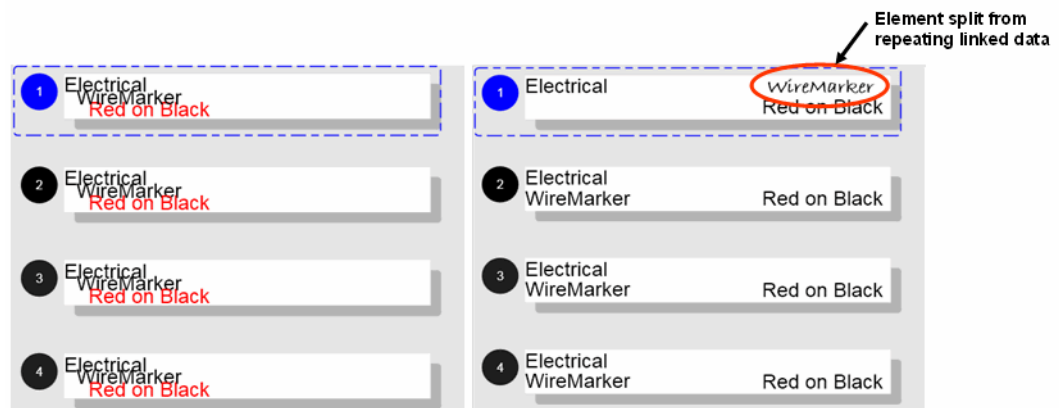 Element split from
repeating linked data
1
Electrical
WireMarker
Red on Black
2
Electrical
WireMarker
Red on Black
3
Electrical
WireMarker
Red on Black
4
Electrical
WireMarker
Red on Black
1
Electrical
WireMarker
Red on Black
2
Electrical
WireMarker
Red on Black
3
Electrical
WireMarker
Red on Black
4
Electrical
WireMarker
Red on Black